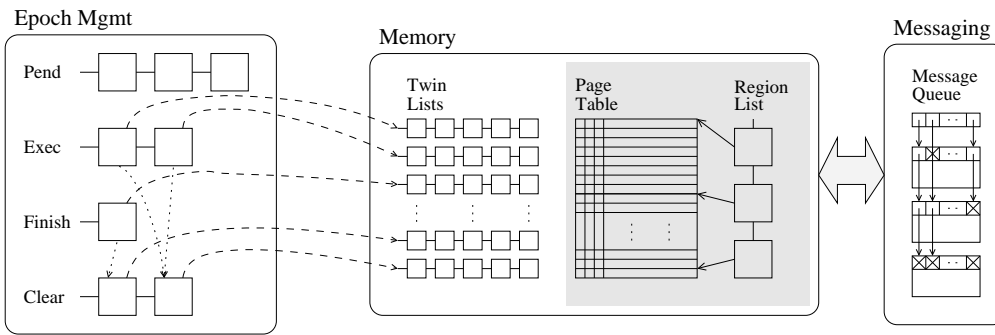 Epoch Mgmt
Memory
Messaging
Pend
Exec
Finish
Clear
Twin
Lists
Page
Table
Region
List
Message
Queue